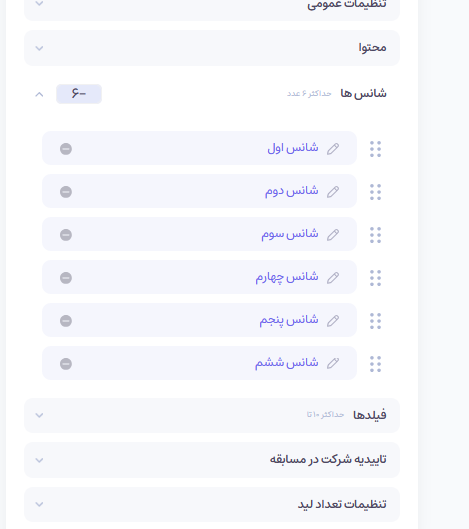 تنظیمات عمومی
محتوا
شانس ها حداکثر ۶ عدد -۶
شانس اول
شانس دوم
شانس سوم
شانس چهارم
شانس پنجم
شانس ششم
فیلدها حداکثر ۱۰ تا
تاییدیه شرکت در مسابقه
تنظیمات تعداد لید